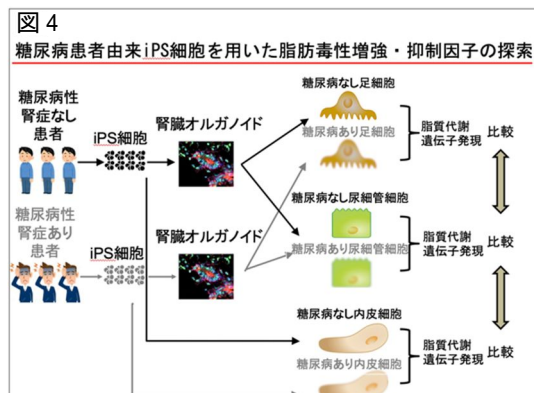 図 4
糖尿病患者由来iPS細胞を用いた脂肪毒性増強・抑制因子の探索
糖尿病性
腎症なし
患者
iPS細胞
腎臓オルガノイド
糖尿病なし足細胞
糖尿病あり足細胞
脂質代謝
遺伝子発現
比較
糖尿病性
腎症あり
患者
iPS細胞
腎臓オルガノイド
糖尿病なし尿細管細胞
糖尿病あり尿細管細胞
脂質代謝
遺伝子発現
比較
糖尿病なし内皮細胞
糖尿病あり内皮細胞
脂質代謝
遺伝子発現
比較